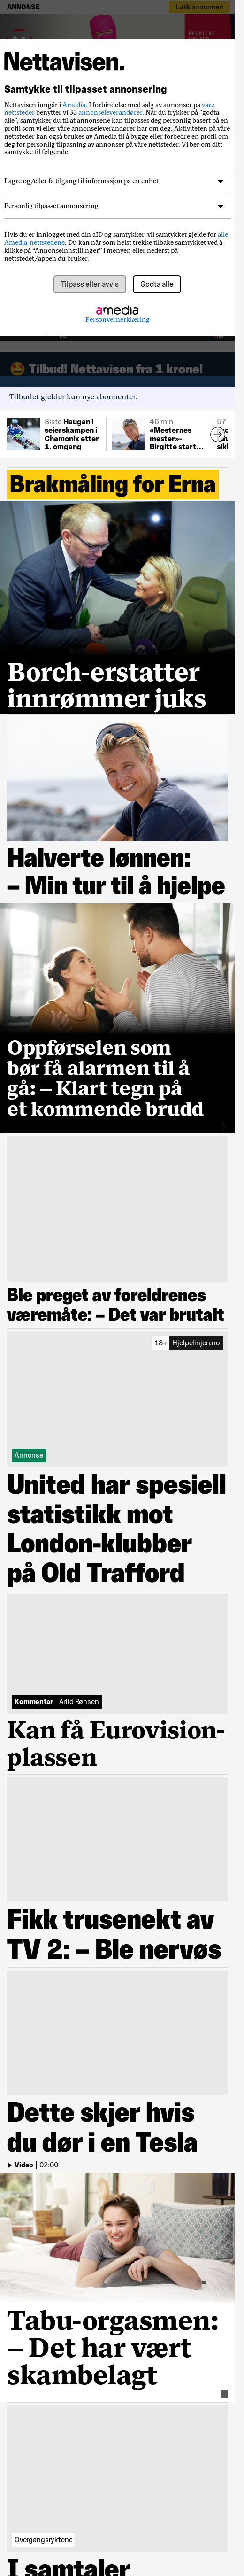 ANNONSE
Lukk annonsen
Nettavisen.
Samtykke til tilpasset annonsering
Nettavisen inngår i Amedia. I forbindelse med salg av annonser på våre
nettsteder benytter vi 33 annonseleverandører. Når du trykker på "godta
alle", samtykker du til at annonsene kan tilpasses deg personlig basert på en
profil som vi eller våre annonseleverandører har om deg. Aktiviteten på våre
nettsteder kan også brukes av Amedia til å bygge eller forbedre en profil om
deg for personlig tilpasning av annonser på våre nettsteder. Vi ber om ditt
samtykke til følgende:
Lagre og/eller få tilgang til informasjon på en enhet
Personlig tilpasset annonsering
Hvis du er innlogget med din aID og samtykker, vil samtykket gjelde for alle
Amedia-nettstedene. Du kan når som helst trekke tilbake samtykket ved å
klikke på “Annonseinnstillinger” i menyen eller nederst på
nettstedet/appen du bruker.
Tilpass eller avvis
Godta alle
amedia
Personvernerklæring
Tilbud! Nettavisen fra 1 krone!
Tilbudet gjelder kun nye abonnenter.
Siste Haugan i
seierskampen i
Chamonix etter
1. omgang
46 min
«Mesternes
mester»-
Birgitte start…
57
Brakmåling for Erna
Borch-erstatter
innrømmer juks
Halverte lønnen:
– Min tur til å hjelpe
Oppførselen som
bør få alarmen til å
gå: – Klart tegn på
et kommende brudd
Ble preget av foreldrenes
væremåte: – Det var brutalt
18+ Hjelpelinjen.no
Annonse
United har spesiell
statistikk mot
London-klubber
på Old Trafford
Kommentar | Arild Rønsen
Kan få Eurovision-
plassen
Fikk trusenekt av
TV 2: – Ble nervøs
Dette skjer hvis
du dør i en Tesla
Video | 02:00
Tabu-orgasmen:
– Det har vært
skambelagt
Overgangsryktene
I samtaler